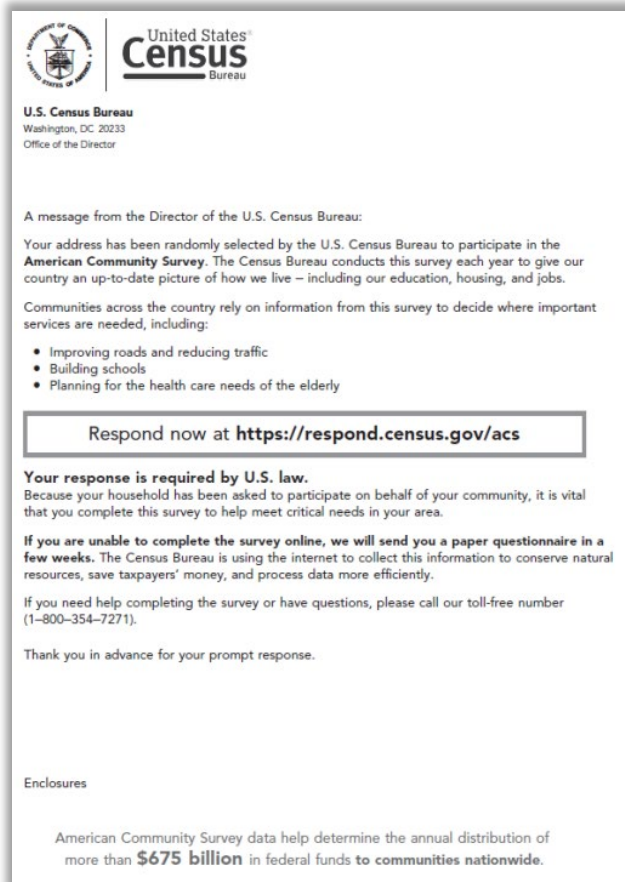 DEPARTMENT OF COMMERCE
UNITED STATES OF AMERICA
United States®
Census
Bureau
U.S. Census Bureau
Washington, DC 20233
Office of the Director
A message from the Director of the U.S. Census Bureau:
Your address has been randomly selected by the U.S. Census Bureau to participate in the
American Community Survey. The Census Bureau conducts this survey each year to give our
country an up-to-date picture of how we live – including our education, housing, and jobs.
Communities across the country rely on information from this survey to decide where important
services are needed, including:
• Improving roads and reducing traffic
• Building schools
• Planning for the health care needs of the elderly
Respond now at https://respond.census.gov/acs
Your response is required by U.S. law.
Because your household has been asked to participate on behalf of your community, it is vital
that you complete this survey to help meet critical needs in your area.
If you are unable to complete the survey online, we will send you a paper questionnaire in a
few weeks. The Census Bureau is using the internet to collect this information to conserve natural
resources, save taxpayers' money, and process data more efficiently.
If you need help completing the survey or have questions, please call our toll-free number
(1–800–354–7271).
Thank you in advance for your prompt response.
Enclosures
American Community Survey data help determine the annual distribution of
more than $675 billion in federal funds to communities nationwide.